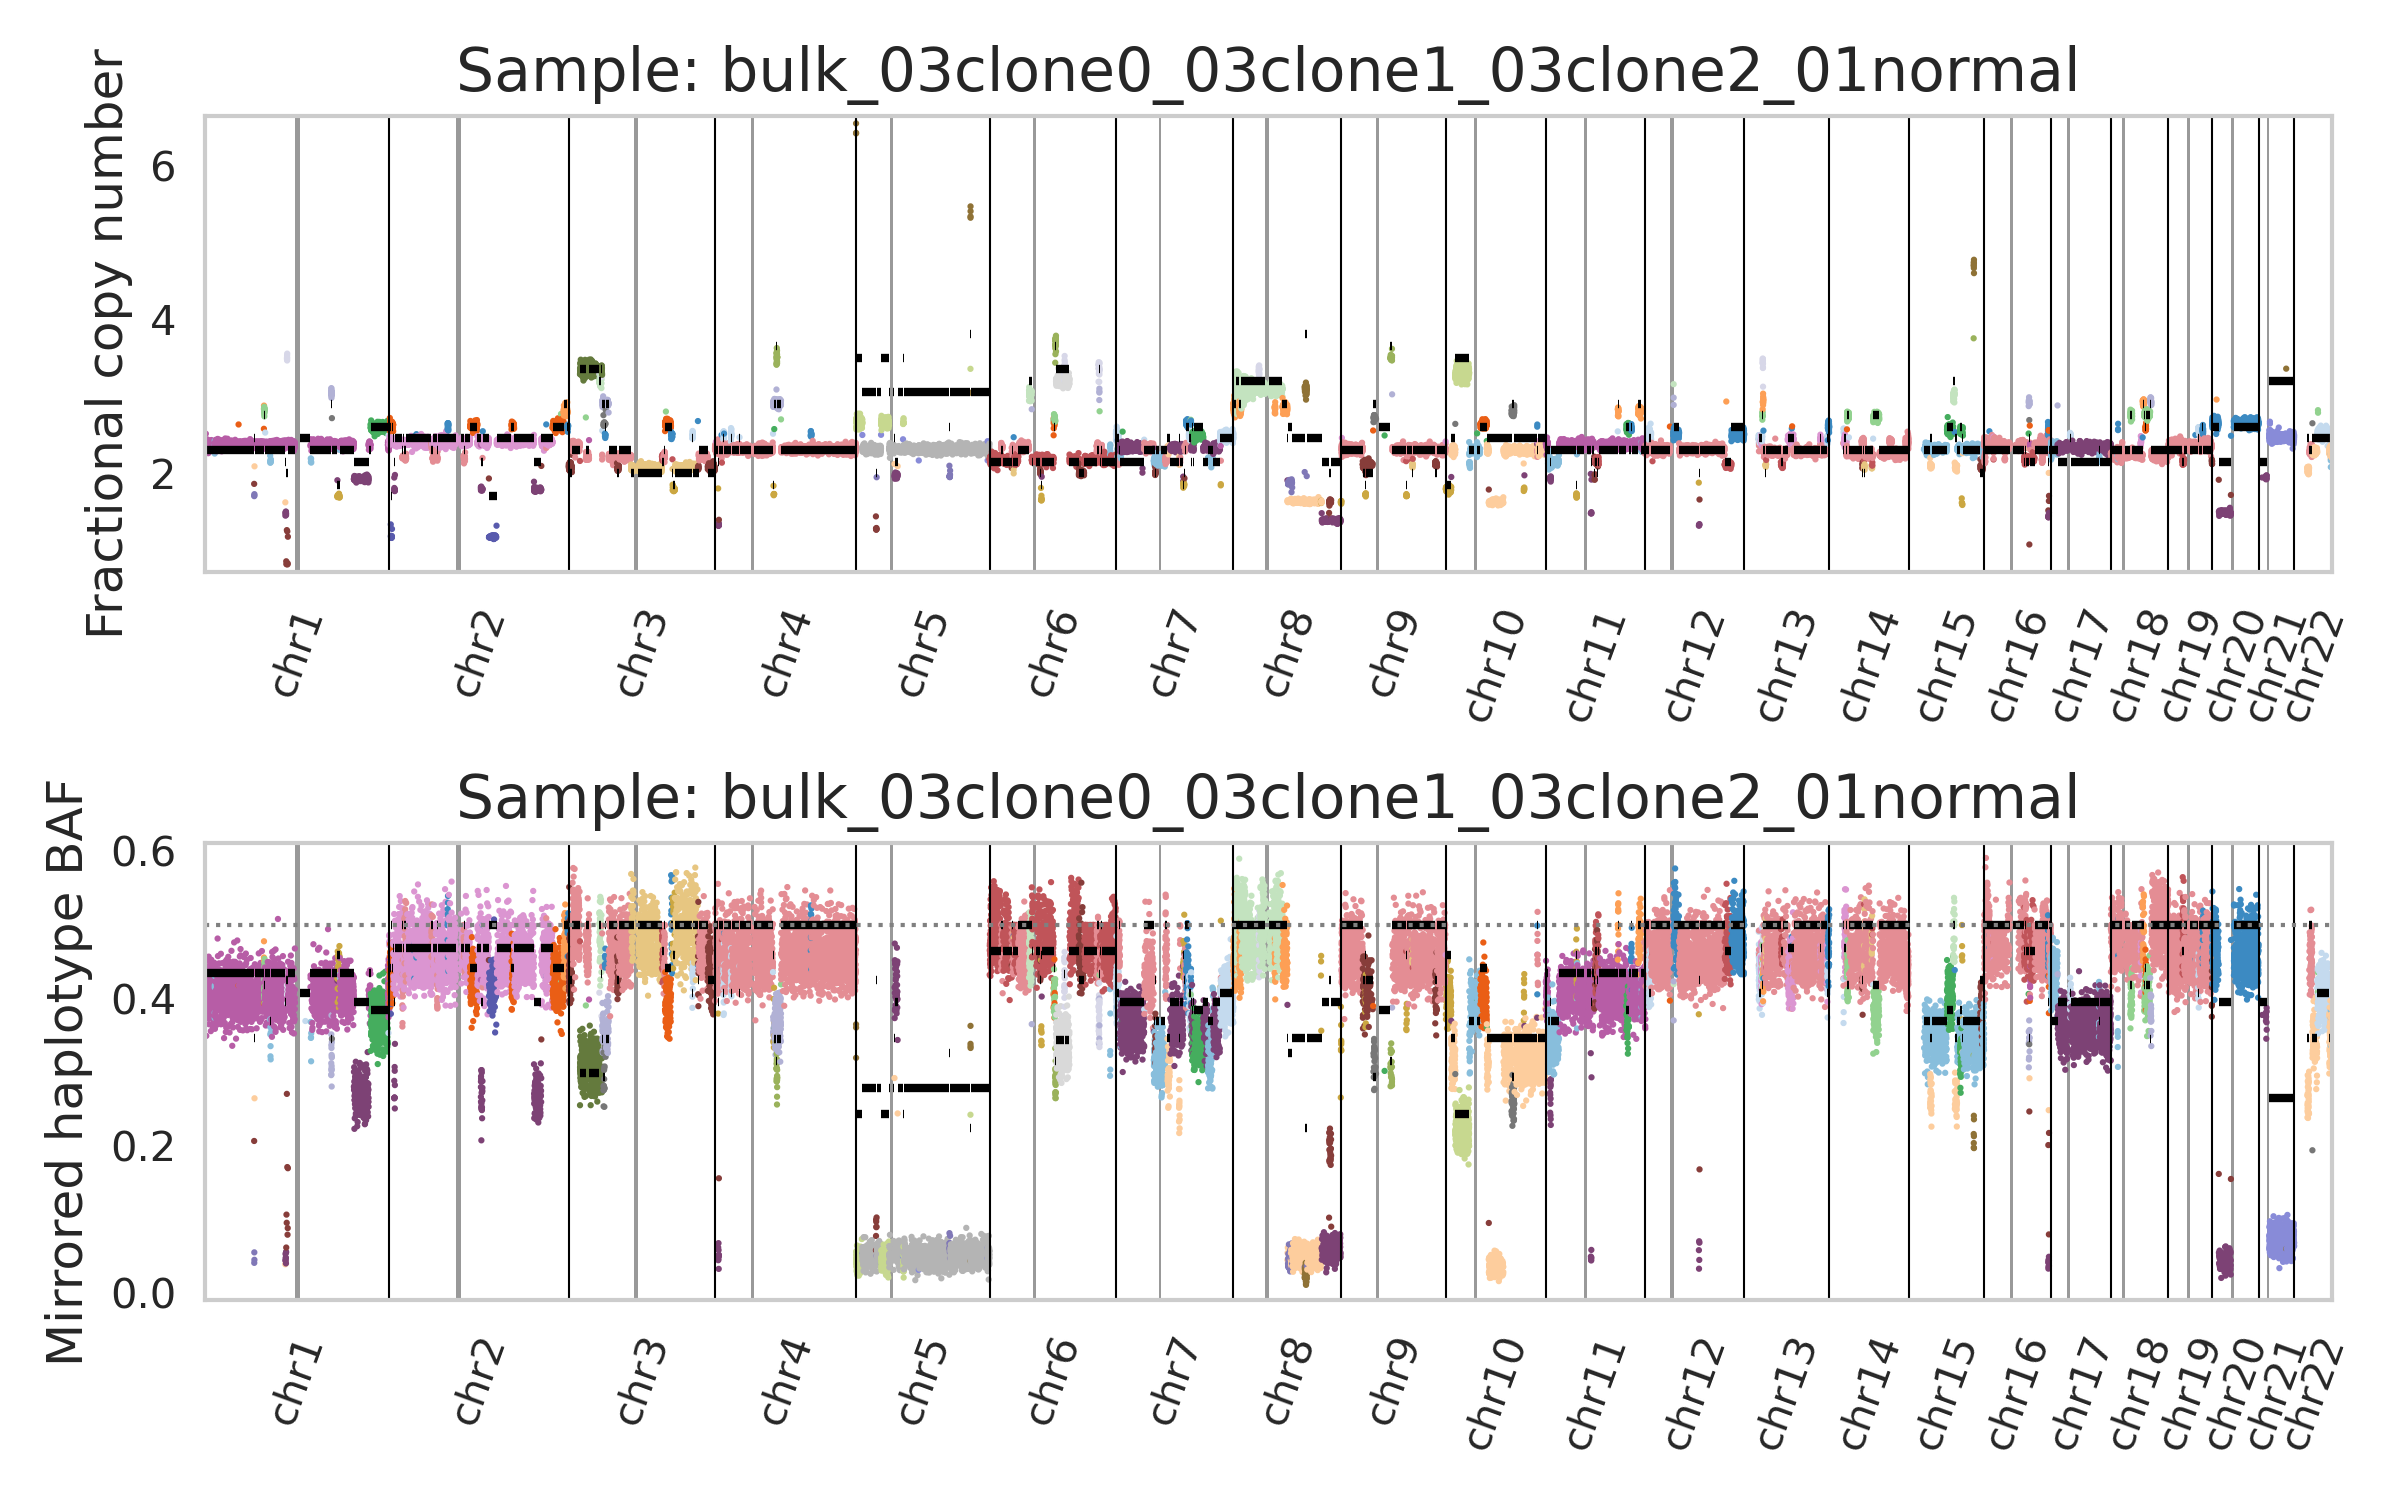 Sample: bulk_03clone0_03clone1_03clone2_01normal
Fractional copy number
6
4
2
chr1
chr2
chr3
chr4
chr5
chr6
chr7
chr8
chr9
chr10
chr11
chr12
chr13
chr14
chr15
chr16
chr17
chr18
chr19
chr20
chr21
chr22
Sample: bulk_03clone0_03clone1_03clone2_01normal
Mirrored haplotype BAF
0.6
0.4
0.2
0.0
chr1
chr2
chr3
chr4
chr5
chr6
chr7
chr8
chr9
chr10
chr11
chr12
chr13
chr14
chr15
chr16
chr17
chr18
chr19
chr20
chr21
chr22